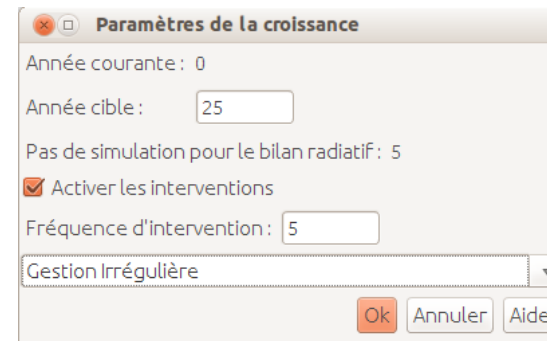 Paramètres de la croissance
Année courante : 0
Année cible : 25
Pas de simulation pour le bilan radiatif : 5
Activer les interventions
Fréquence d'intervention : 5
Gestion Irrégulière
Ok Annuler Aide